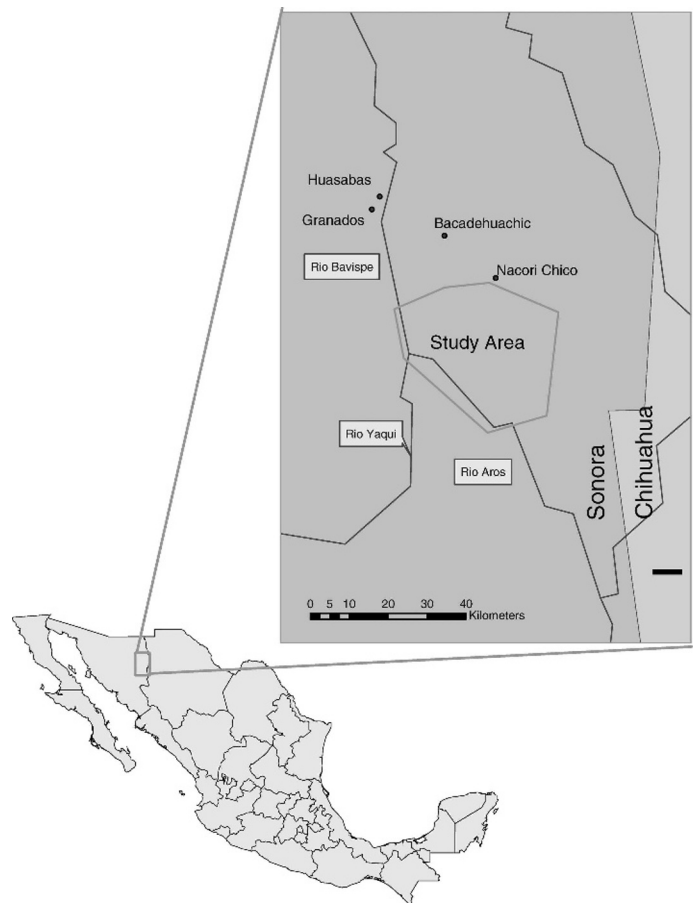 Huasabas
Granados
Bacadehuachic
Rio Bavispe
Nacori Chico
Study Area
Rio Yaqui
Rio Aros
Sonora
Chihuahua
0 5 10 20 30 40
Kilometers